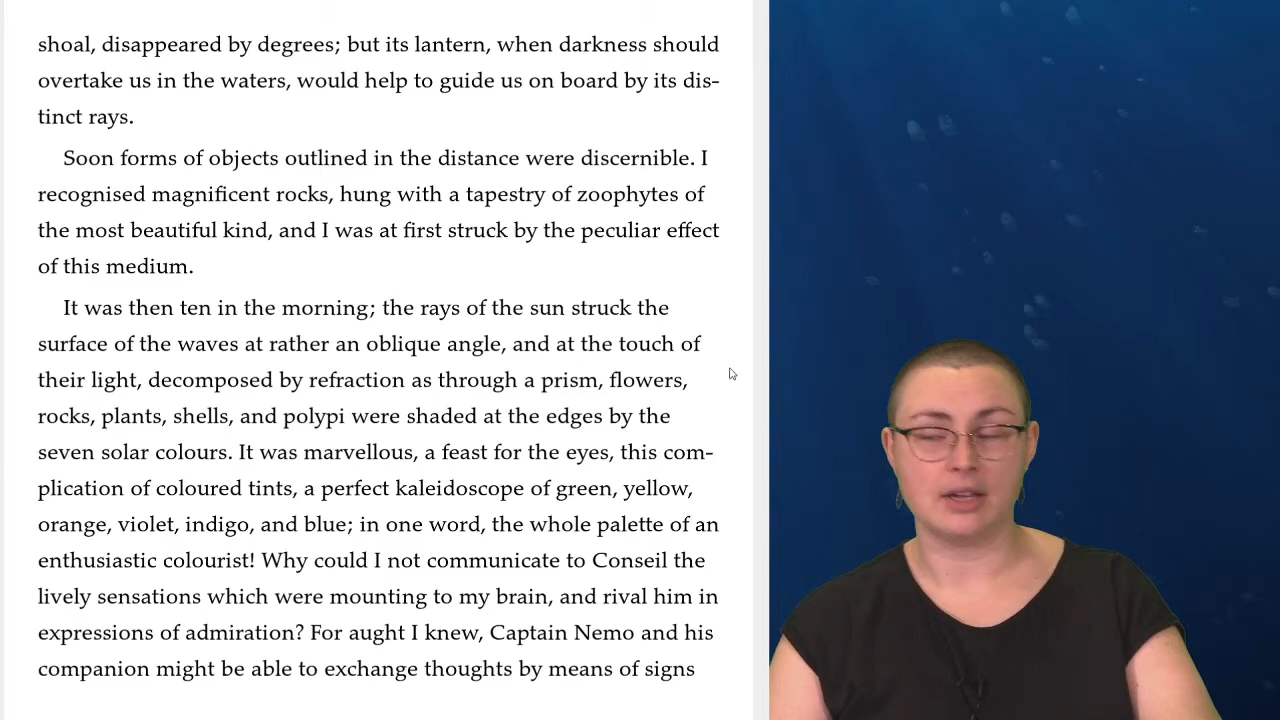 shoal, disappeared by degrees; but its lantern, when darkness should
overtake us in the waters, would help to guide us on board by its dis-
tinct rays.
Soon forms of objects outlined in the distance were discernible. I
recognised magnificent rocks, hung with a tapestry of zoophytes of
the most beautiful kind, and I was at first struck by the peculiar effect
of this medium.
It was then ten in the morning; the rays of the sun struck the
surface of the waves at rather an oblique angle, and at the touch of
their light, decomposed by refraction as through a prism, flowers,
rocks, plants, shells, and polypi were shaded at the edges by the
seven solar colours. It was marvellous, a feast for the eyes, this com-
plication of coloured tints, a perfect kaleidoscope of green, yellow,
orange, violet, indigo, and blue; in one word, the whole palette of an
enthusiastic colourist! Why could I not communicate to Conseil the
lively sensations which were mounting to my brain, and rival him in
expressions of admiration? For aught I knew, Captain Nemo and his
companion might be able to exchange thoughts by means of signs